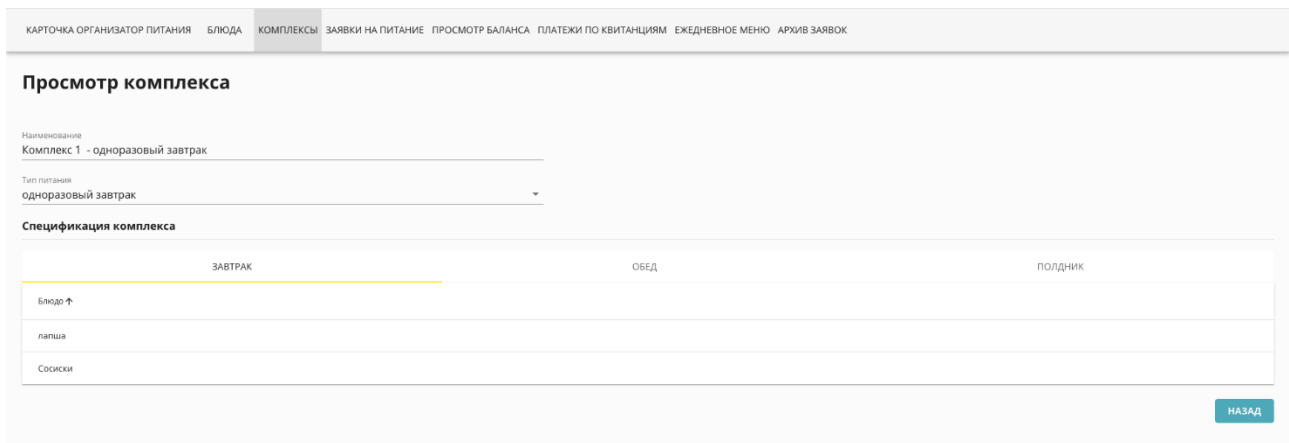 КАРТОЧКА ОРГАНИЗАТОР ПИТАНИЯ БЛЮДА КОМПЛЕКСЫ ЗАЯВКИ НА ПИТАНИЕ ПРОСМОТР БАЛАНСА ПЛАТЕЖИ ПО КВИТАНЦИЯМ ЕЖЕДНЕВНОЕ МЕНЮ АРХИВ ЗАЯВОК
Просмотр комплекса
Наименование
Комплекс 1 - одноразовый завтрак
Тип питания
одноразовый завтрак
Спецификация комплекса
ЗАВТРАК ОБЕД ПОЛДНИК
Блюдо ↑
лапша
Сосиски
НАЗАД